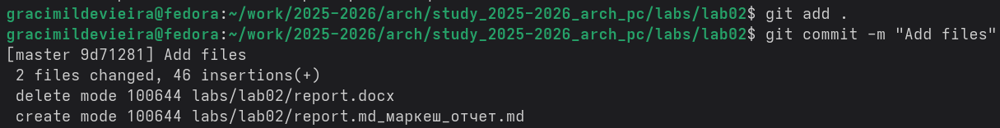 gracimildevieira@fedora:~/work/2025-2026/arch/study_2025-2026_arch_pc/labs/lab02$ git add .
gracimildevieira@fedora:~/work/2025-2026/arch/study_2025-2026_arch_pc/labs/lab02$ git commit -m "Add files"
[master 9d71281] Add files
 2 files changed, 46 insertions(+)
 delete mode 100644 labs/lab02/report.docx
 create mode 100644 labs/lab02/report.md_маркеш_отчет.md